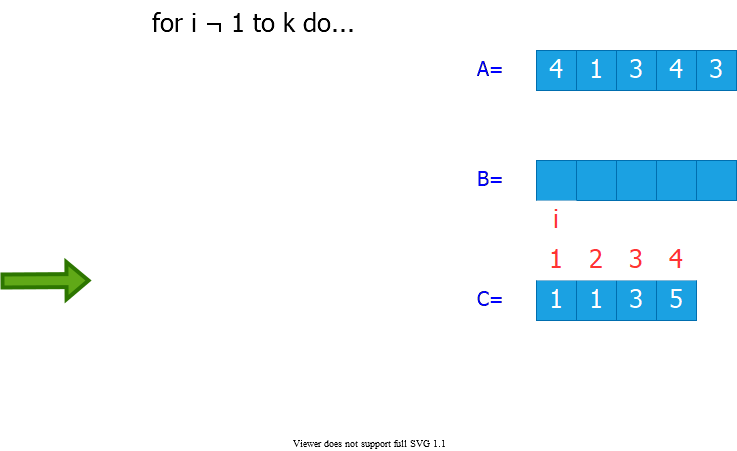 for i ¬ 1 to k do...
A= 4 1 3 4 3
B=
i
1 2 3 4
C= 1 1 3 5
Viewer does not support full SVG 1.1